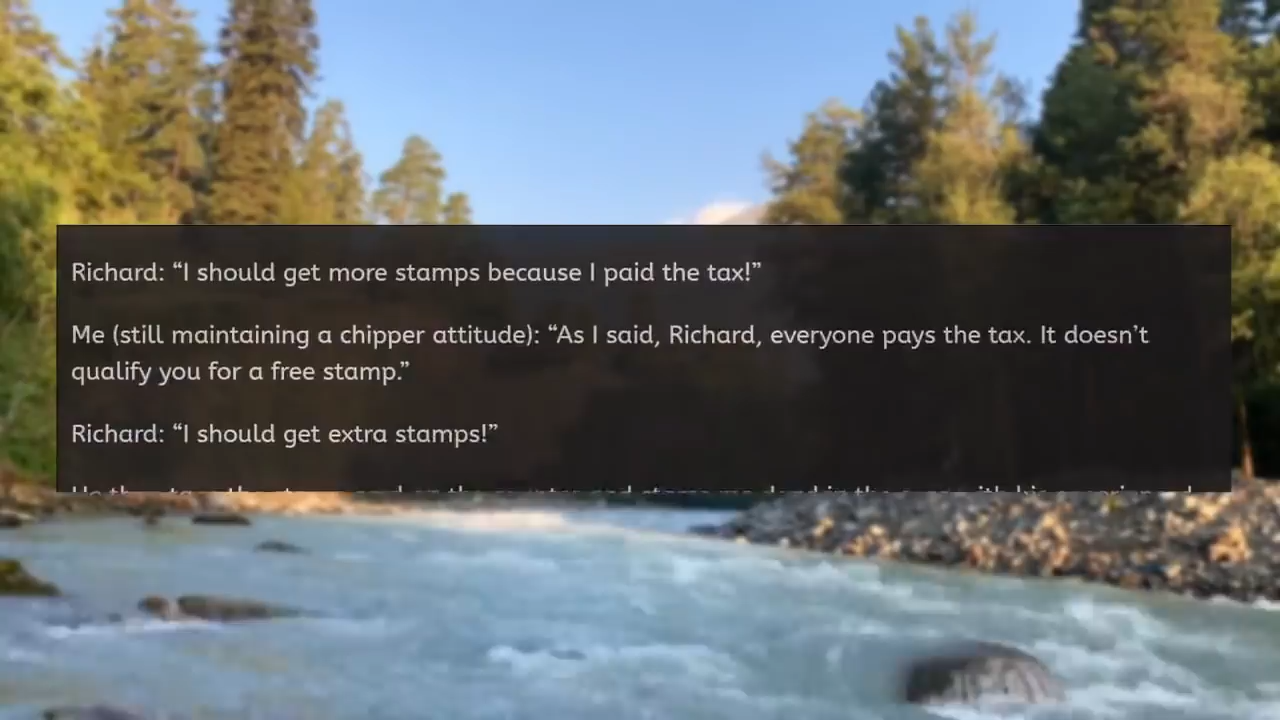 Richard: “I should get more stamps because I paid the tax!”
Me (still maintaining a chipper attitude): “As I said, Richard, everyone pays the tax. It doesn’t
qualify you for a free stamp.”
Richard: “I should get extra stamps!”